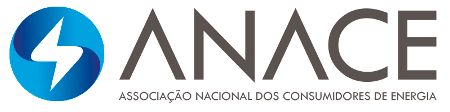 ANACE
ASSOCIAÇÃO NACIONAL DOS CONSUMIDORES DE ENERGIA